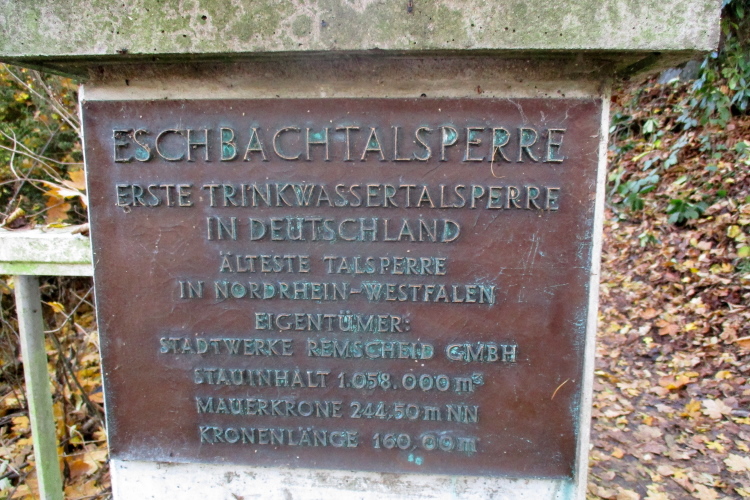 ESCHBACHTALSPERRE
ERSTE TRINKWASSERTALSPERRE
IN DEUTSCHLAND
ÄLTESTE TALSPERRE
IN NORDRHEIN-WESTFALEN
EIGENTÜMER:
STADTWERKE REMSCHEID GMBH
STAUINHALT 1.058.000 m³
MAUERKRONE 244.50 m NN
KRONENLÄNGE 160.00 m